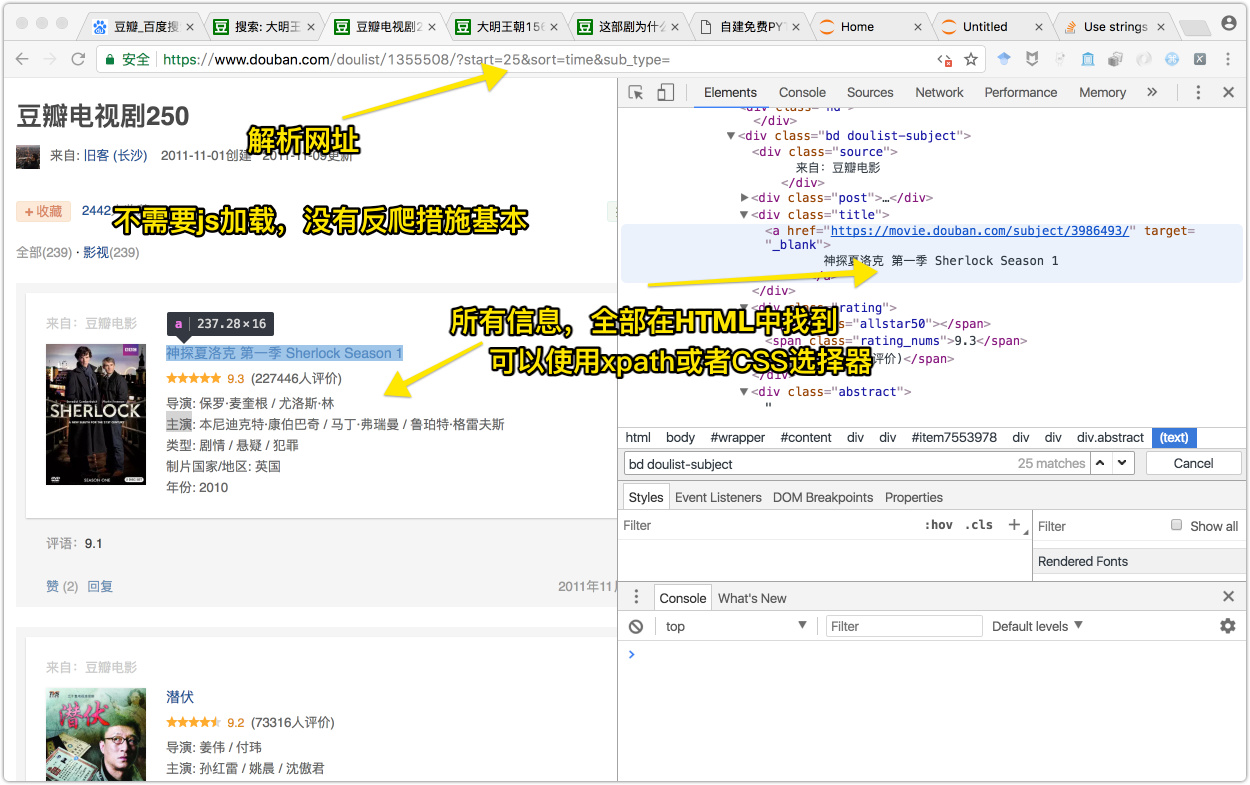 豆瓣_百度搜
搜索: 大明王
豆瓣电视剧2
大明王朝156
这部剧为什么
自建免费PY
Home
Untitled
Use strings
安全 https://www.douban.com/doulist/1355508/?start=25&sort=time&sub_type=
豆瓣电视剧250
解析网址
来自: 旧客 (长沙) 2011-11-01创建 2011-11-09更新
+收藏 2442
不需要js加载，没有反爬措施基本
全部(239) · 影视(239)
来自：豆瓣电影
a 237.28×16
神探夏洛克 第一季 Sherlock Season 1
9.3 (227446人评价)
导演: 保罗·麦奎根 / 尤洛斯·林
主演: 本尼迪克特·康伯巴奇 / 马丁·弗瑞曼 / 鲁珀特·格雷夫斯
类型: 剧情 / 悬疑 / 犯罪
制片国家/地区: 英国
年份: 2010
BBC
SHERLOCK
评语: 9.1
赞 (2) 回复
2011年11月
来自：豆瓣电影
潜伏
潜伏
9.2 (73316人评价)
导演: 姜伟 / 付玮
主演: 孙红雷 / 姚晨 / 沈傲君
所有信息，全部在HTML中找到
可以使用xpath或者CSS选择器
Elements Console Sources Network Performance Memory »
<div class="hd">
</div>
▼<div class="bd doulist-subject">
<div class="source">
来自：豆瓣电影
</div>
▶<div class="post">…</div>
▼<div class="title">
<a href="https://movie.douban.com/subject/3986493/" target=
"_blank">
神探夏洛克 第一季 Sherlock Season 1
</div>
rating">
="allstar50"></span>
<span class="rating_nums">9.3</span>
评价)</span>
▼<div class="abstract">
"
html body #wrapper #content div div #item7553978 div div div.abstract (text)
bd doulist-subject 25 matches Cancel
Styles Event Listeners DOM Breakpoints Properties
Filter :hov .cls +
Filter Show all
Rendered Fonts
Console What's New
top Filter Default levels